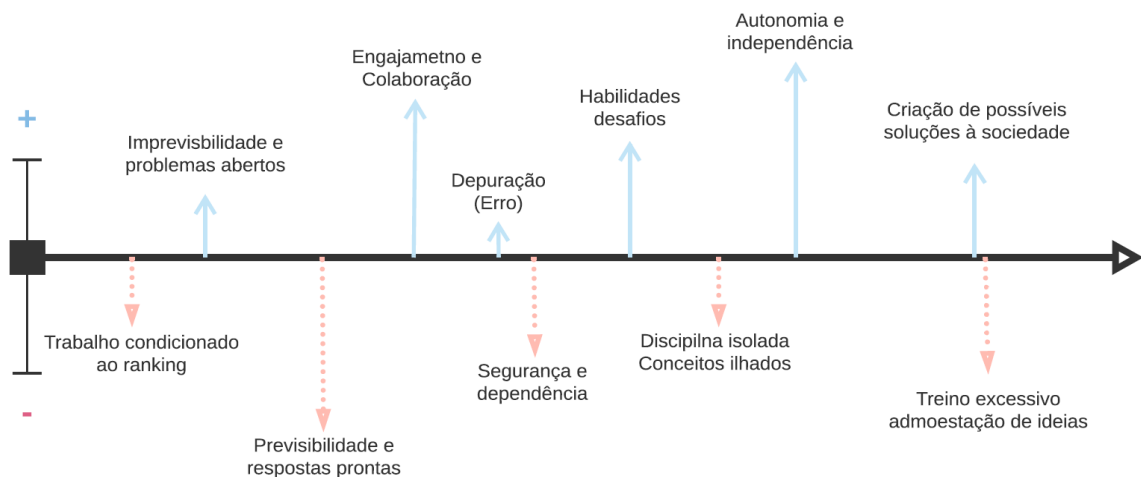 +
Imprevisbilidade e
problemas abertos
Engajametno e
Colaboração
Depuração
(Erro)
Habilidades
desafios
Autonomia e
independência
Criação de possíveis
soluções à sociedade
Trabalho condicionado
ao ranking
Previsibilidade e
respostas prontas
Segurança e
dependência
Discipilna isolada
Conceitos ilhados
Treino excessivo
admoestação de ideias
-